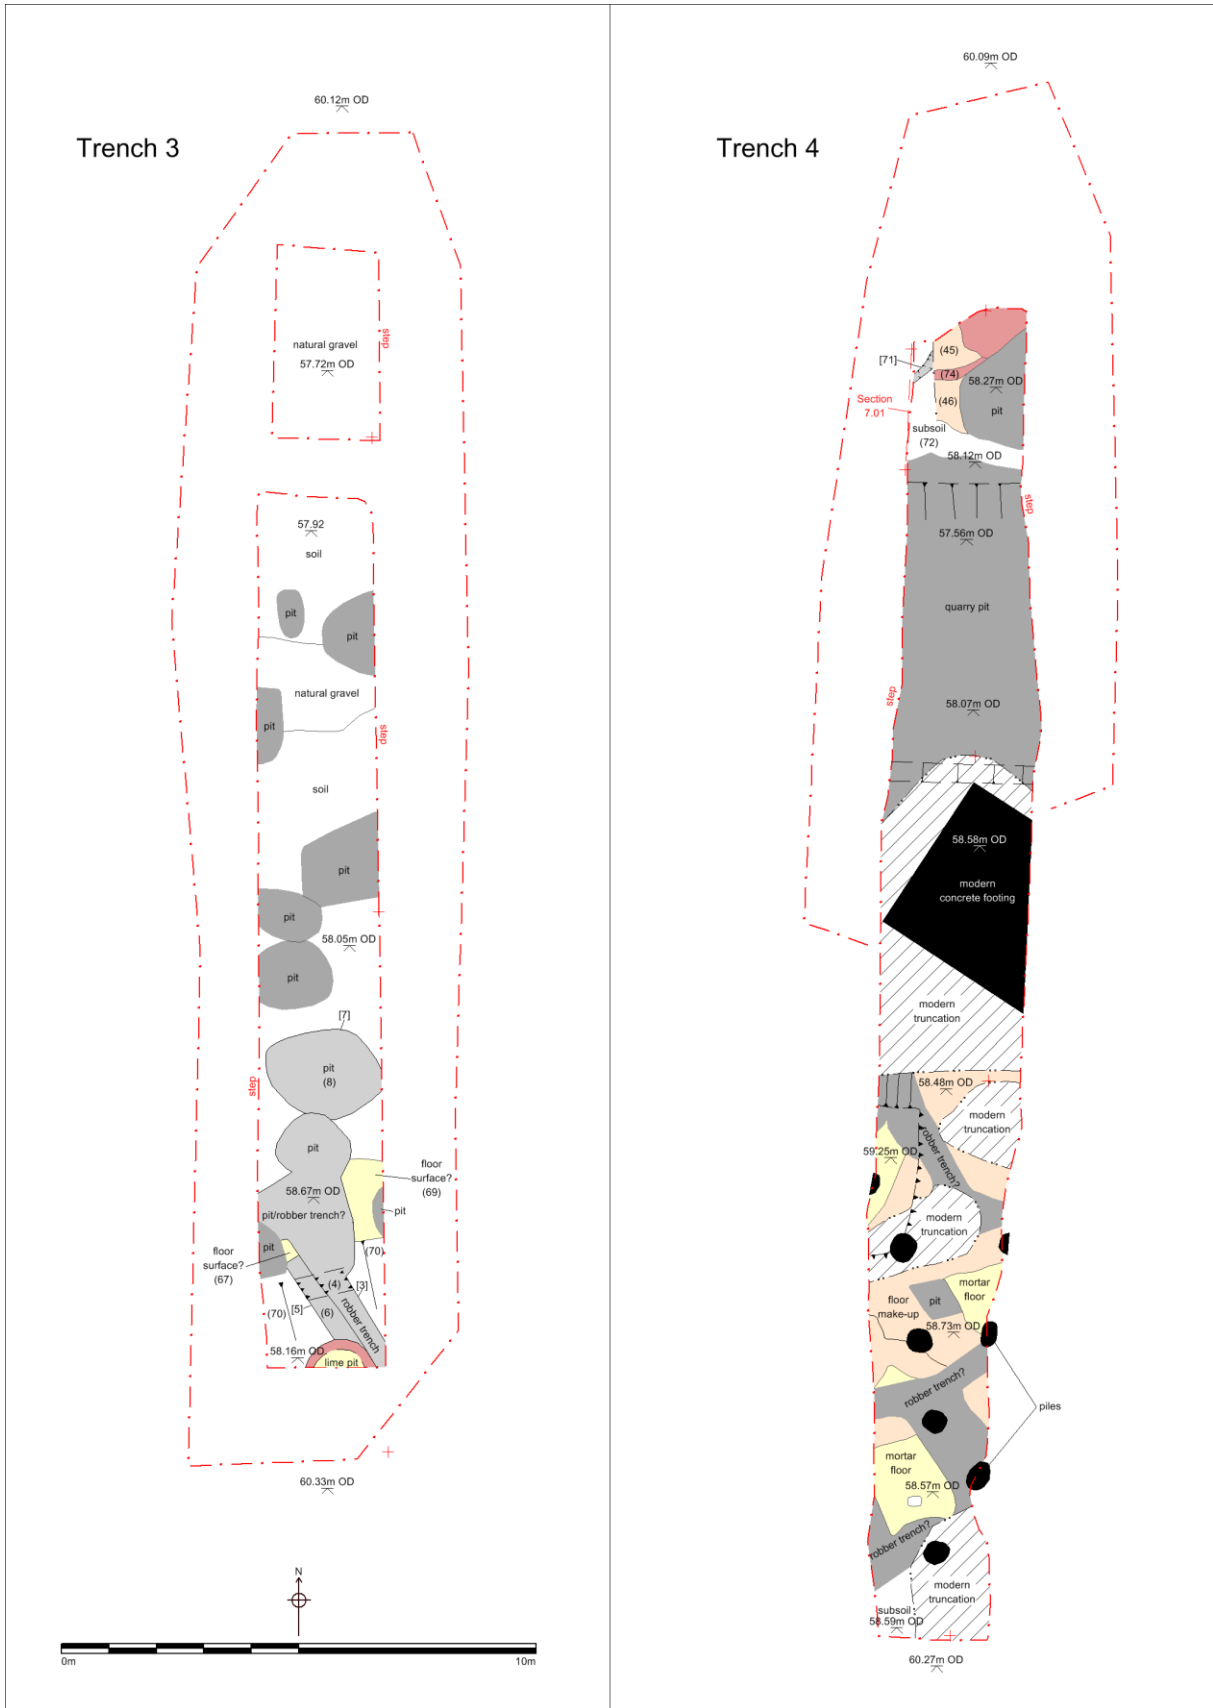 60.12m OD
Trench 3
natural gravel
57.72m OD
step
57.92
soil
pit
pit
natural gravel
pit
step
soil
pit
pit
58.05m OD
pit
[7]
pit
(8)
step
pit
floor
surface?
(69)
58.67m OD
pit/robber trench?
pit
pit
floor
surface?
(67)
(70)
(4)
[3]
(70)
[5]
(6)
robber trench
58.16m OD
lime pit
60.33m OD
N
0m
10m
60.09m OD
Trench 4
(45)
[71]
(74)
58.27m OD
Section
7.01
(46)
pit
subsoil
(72)
58.12m OD
step
57.56m OD
quarry pit
step
58.07m OD
58.58m OD
modern
concrete footing
modern
truncation
58.48m OD
modern
truncation
59.25m OD
robber trench?
modern
truncation
mortar
floor
floor
make-up
pit
58.73m OD
robber trench?
piles
mortar
floor
58.57m OD
robber trench?
modern
truncation
subsoil
58.59m OD
60.27m OD